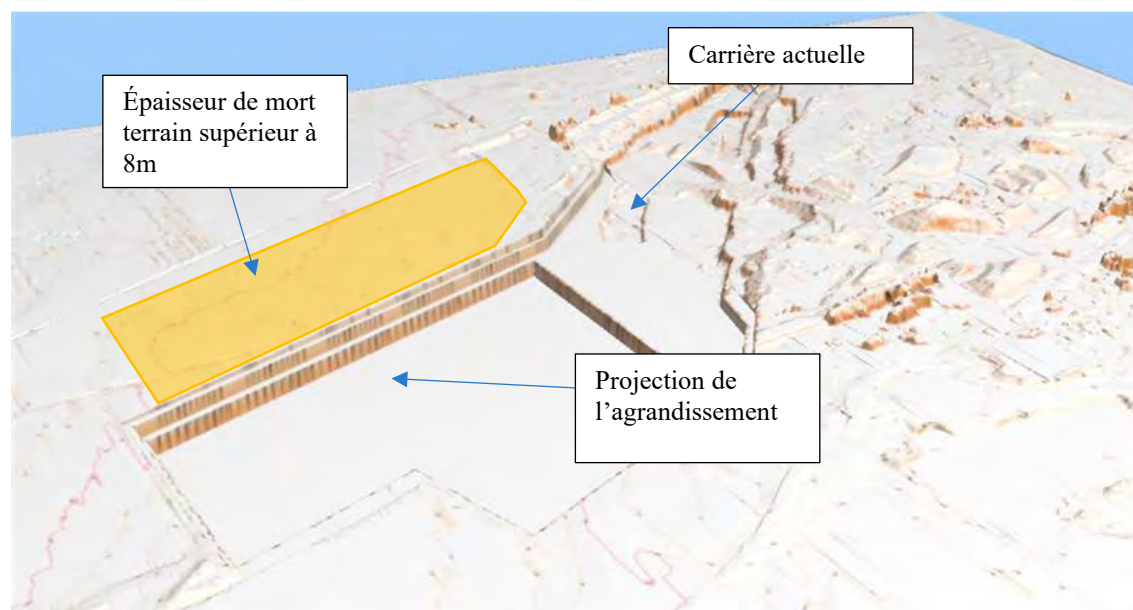 Carrière actuelle
Épaisseur de mort
terrain supérieur à
8m
Projection de
l’agrandissement